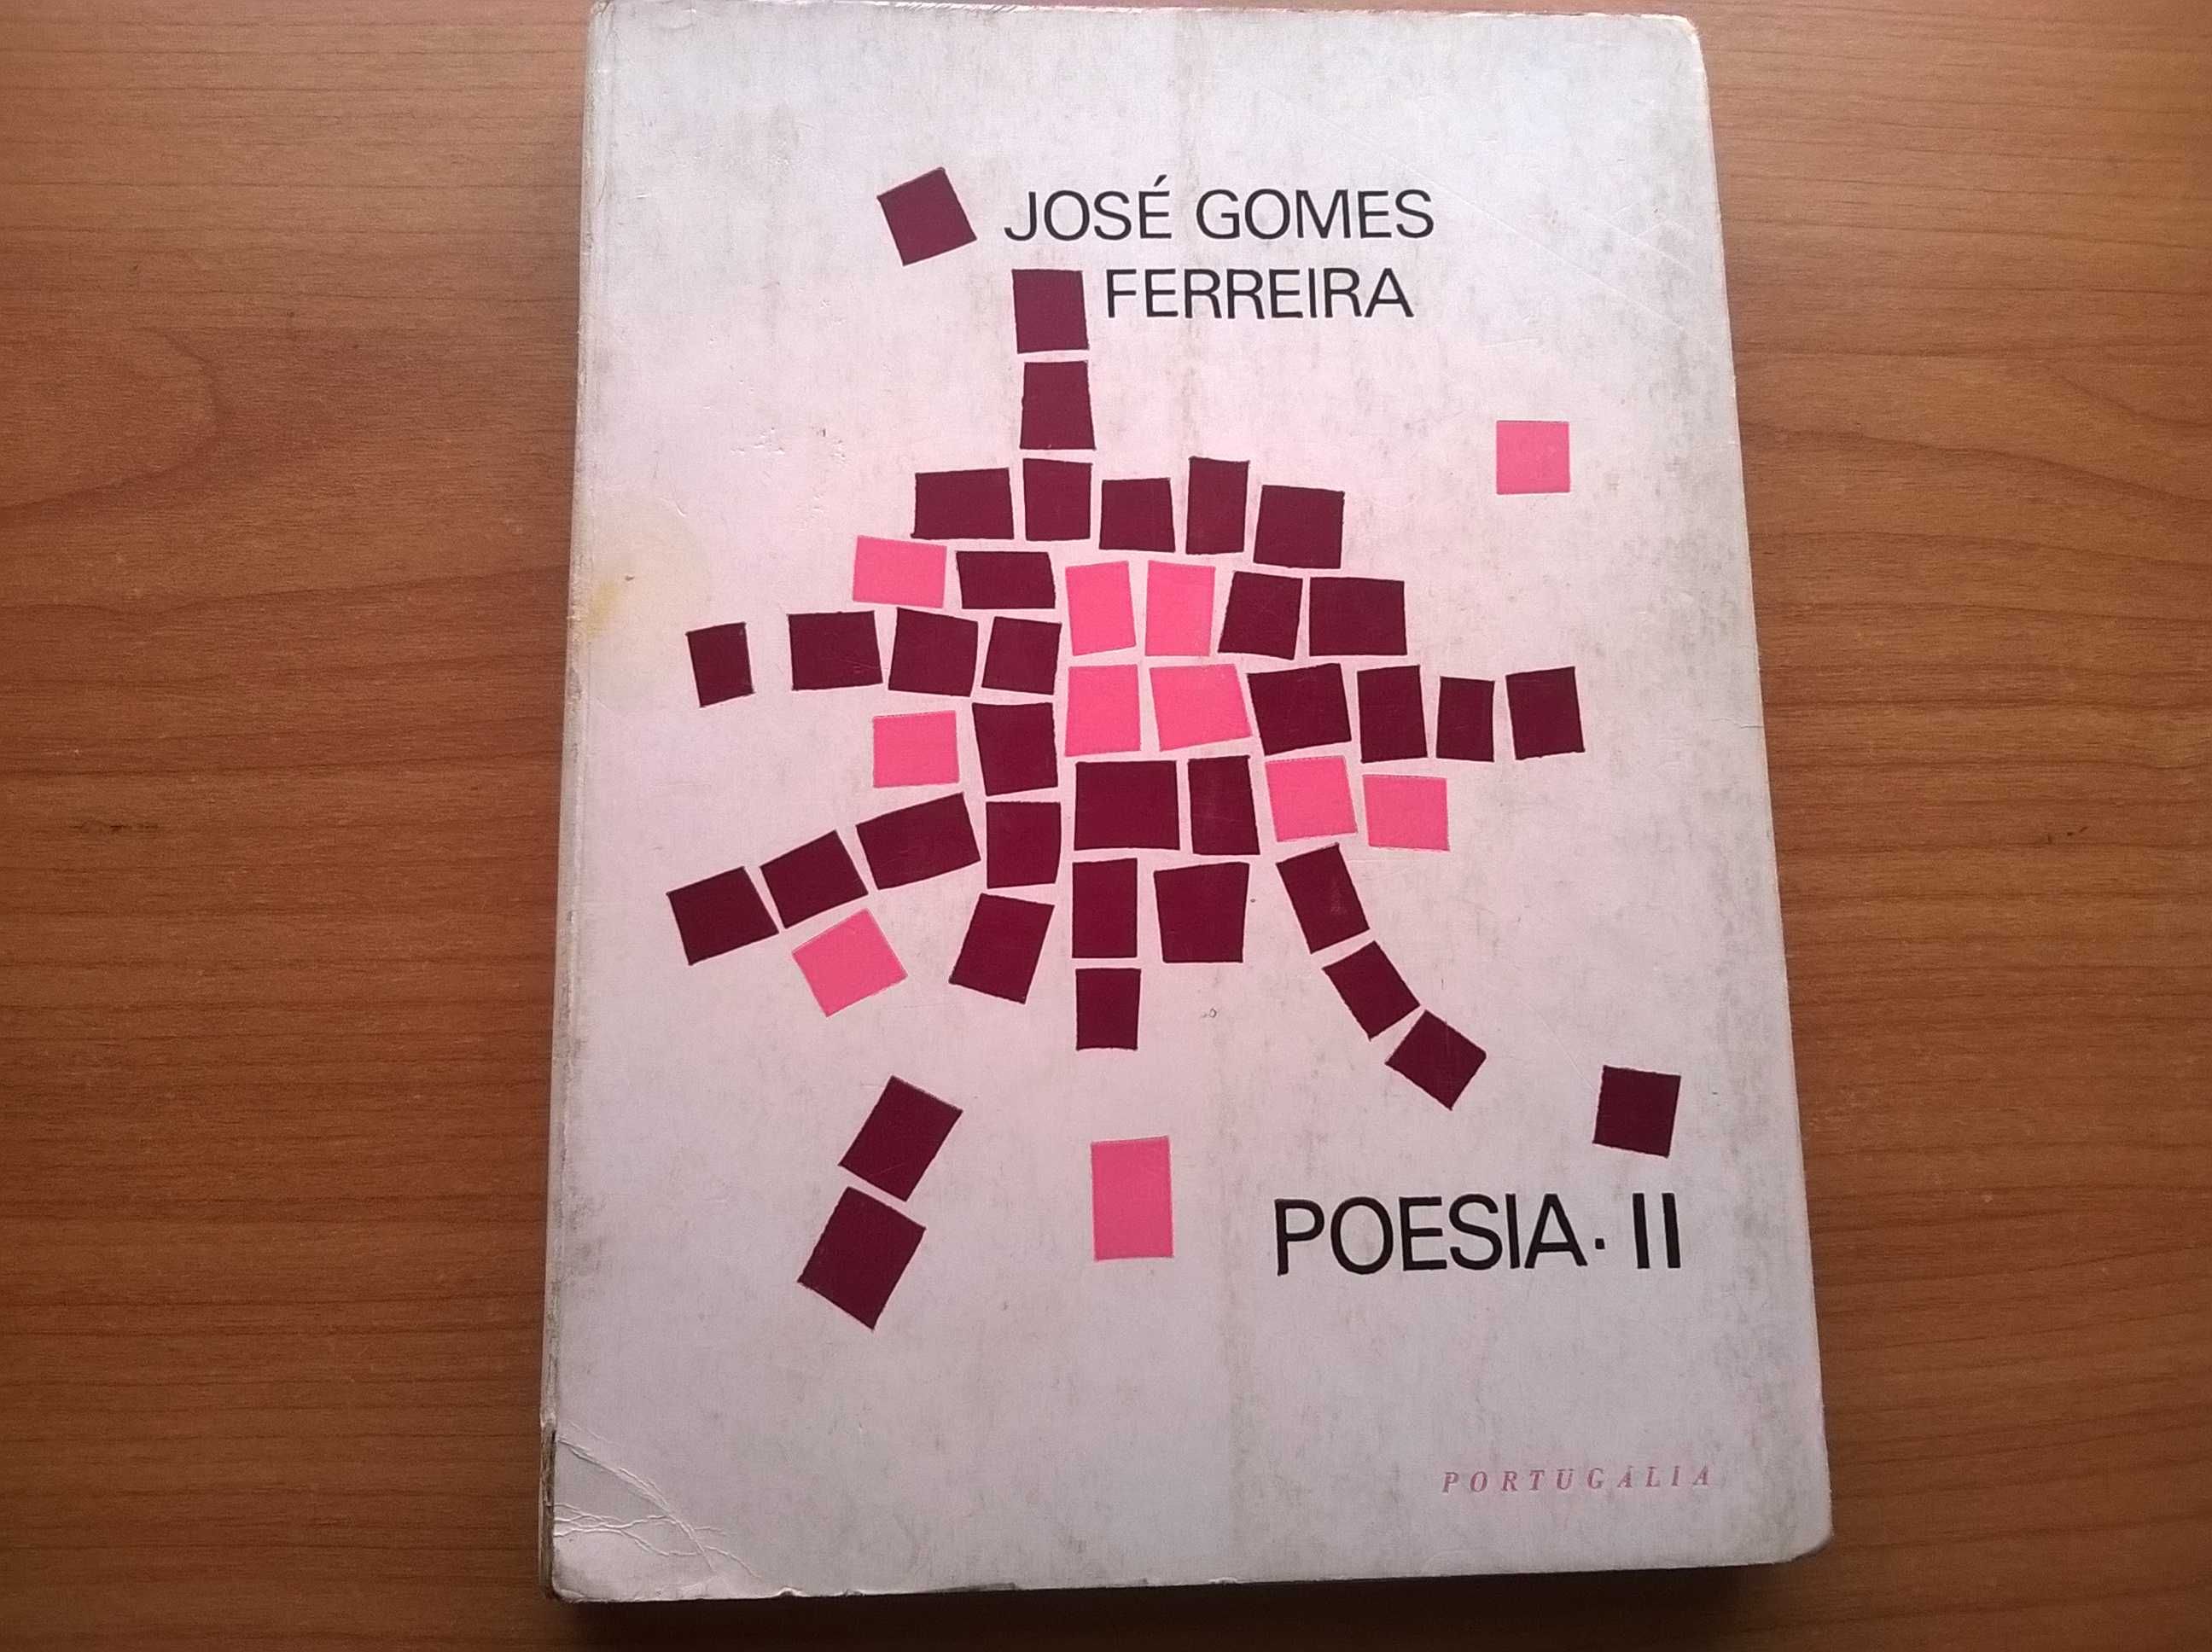 JOSÉ GOMES
FERREIRA
POESIA · II
PORTUGÁLIA